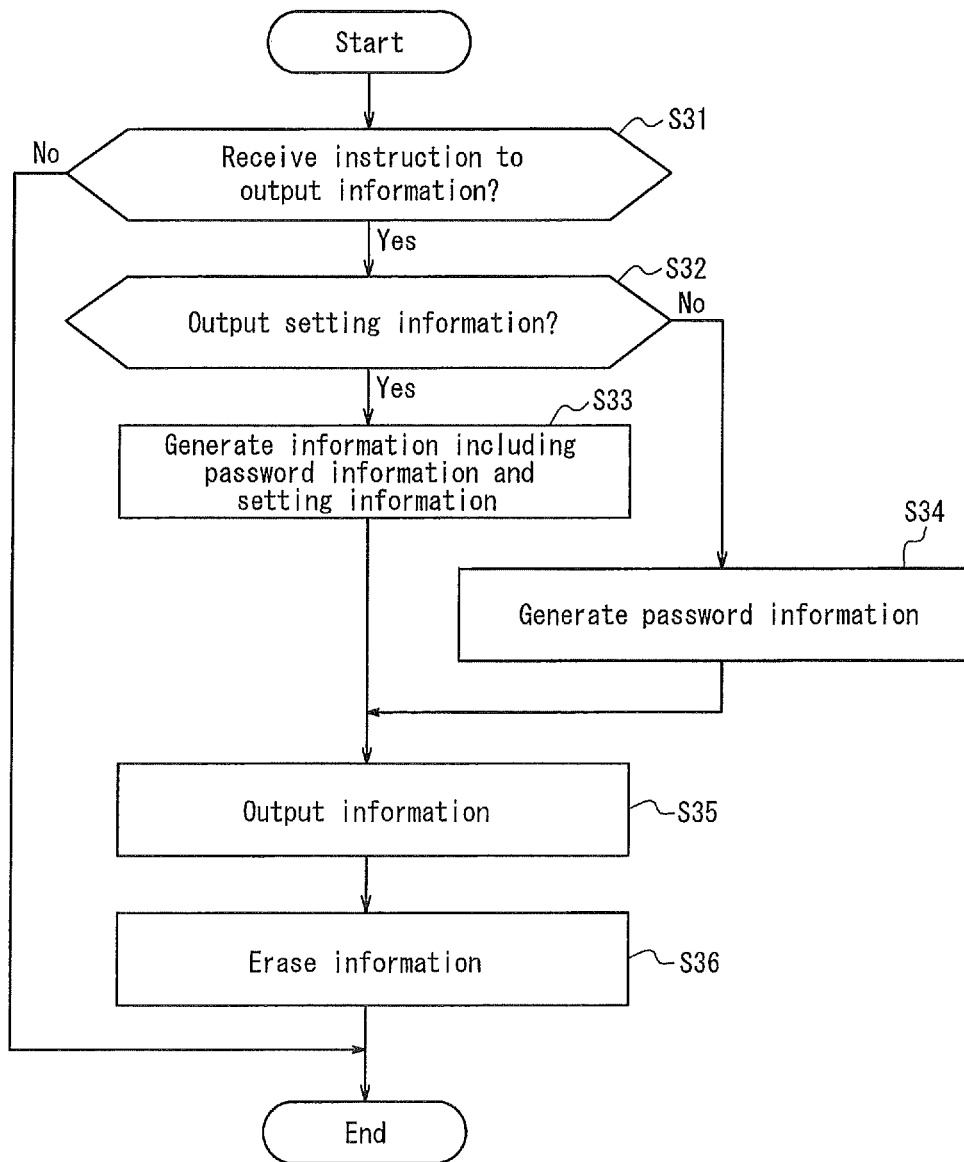 Start
S31
No
Receive instruction to
output information?
Yes
S32
No
Output setting information?
Yes
S33
Generate information including
password information and
setting information
S34
Generate password information
Output information
S35
Erase information
S36
End